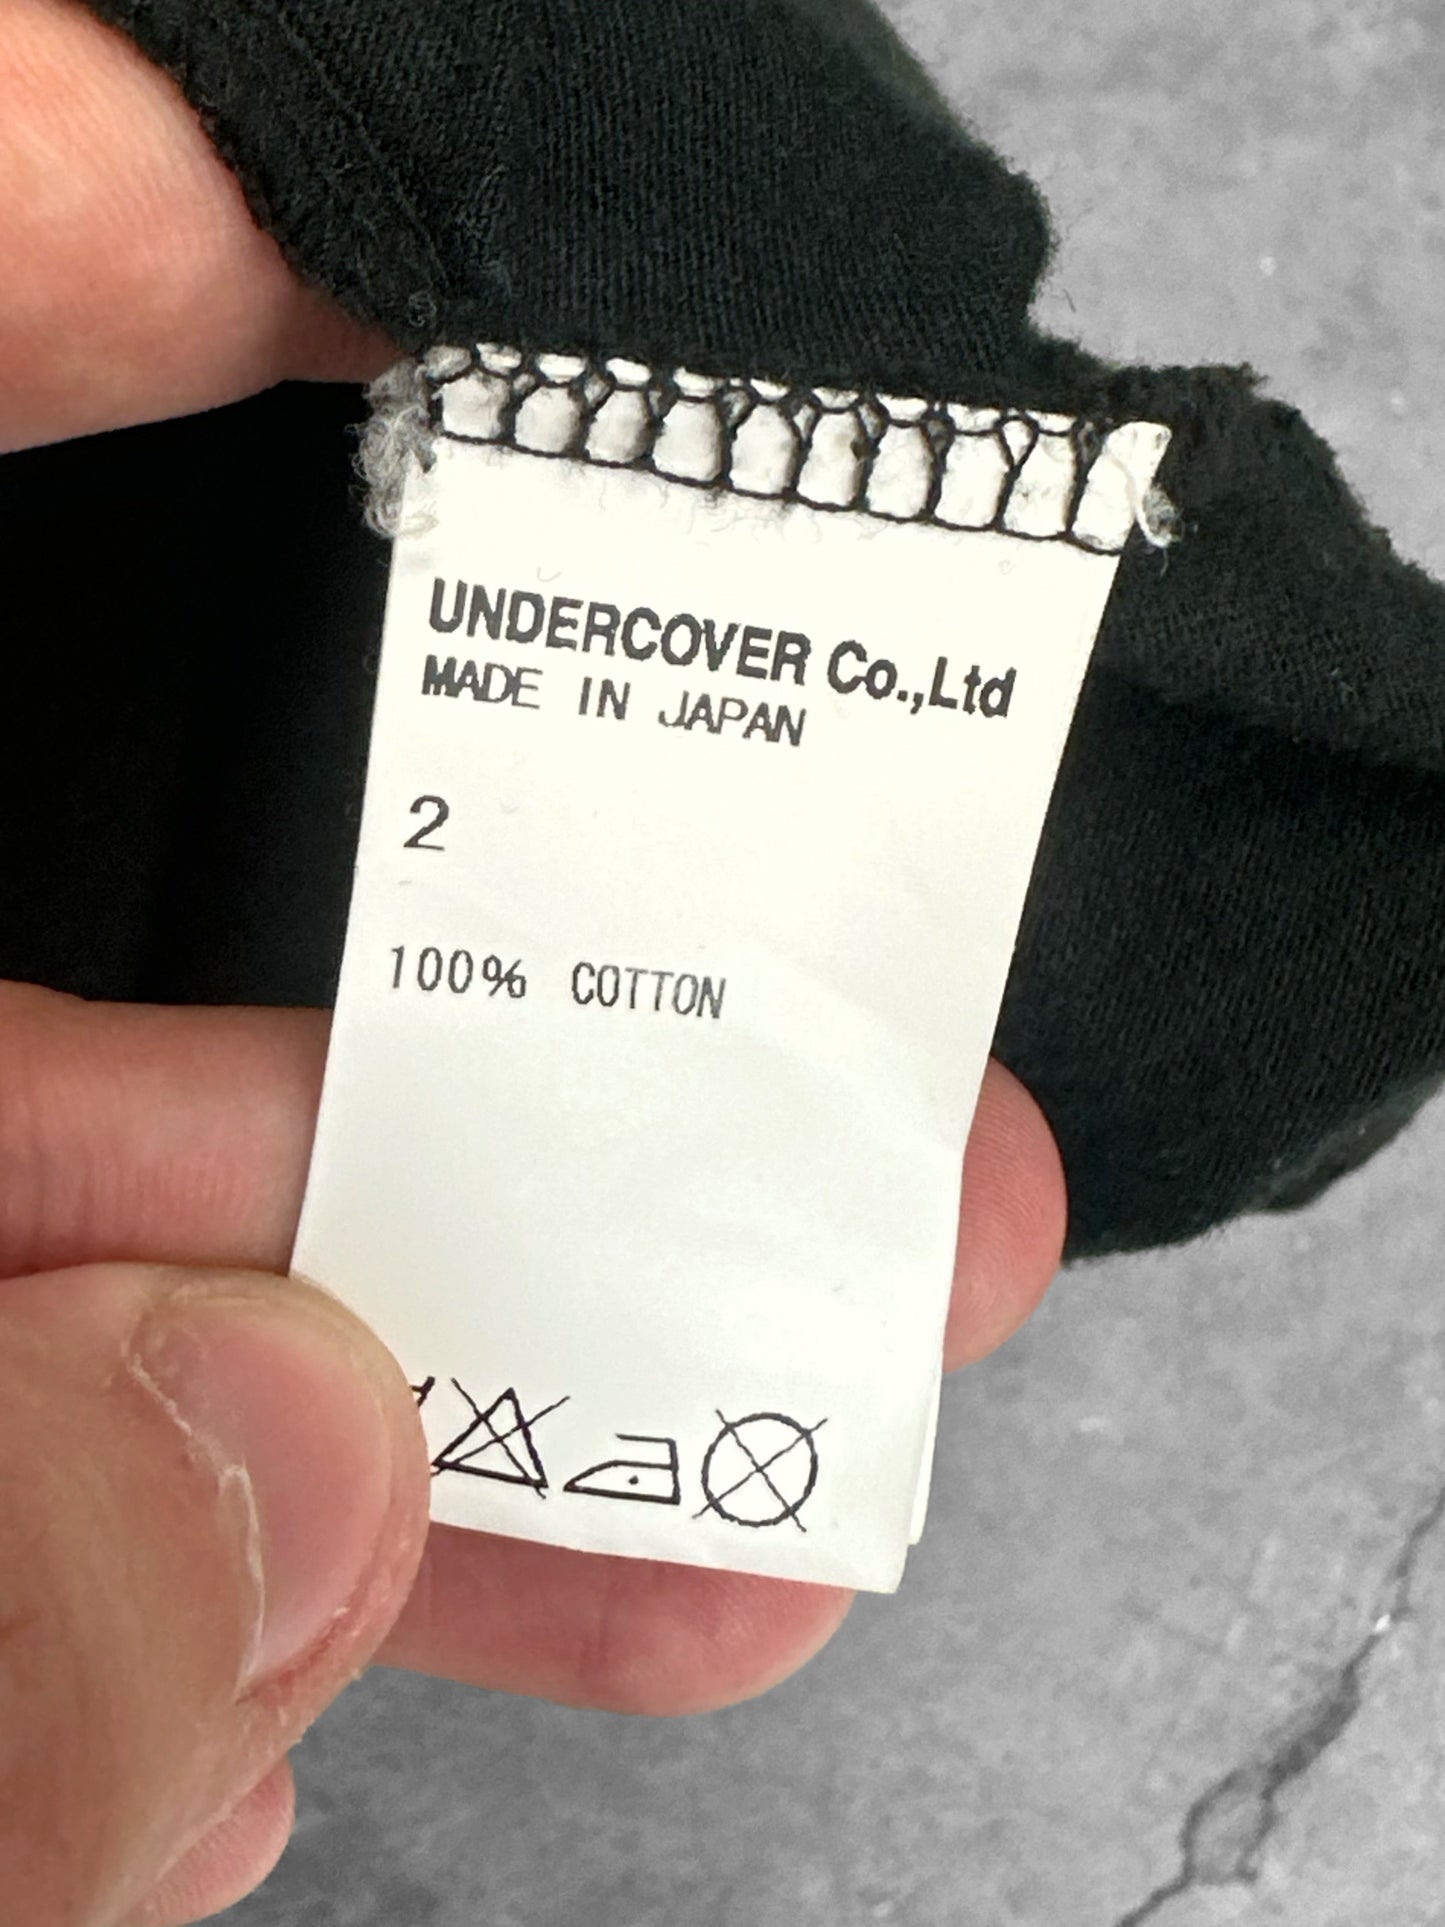 UNDERCOVER Co.,Ltd
MADE IN JAPAN
2
100% COTTON